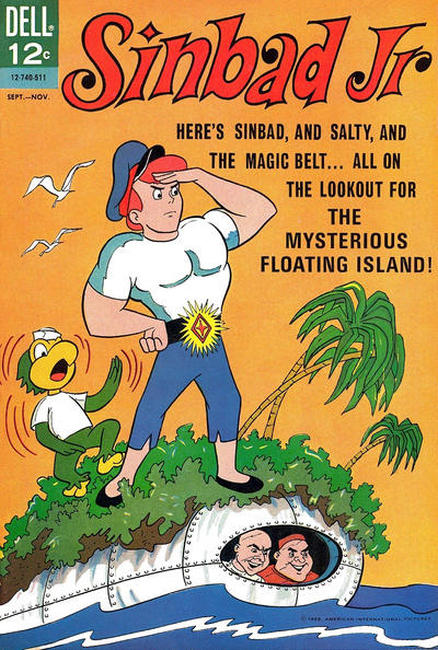 DELL
12c
12-740-511
SEPT.—NOV.
Sinbad Jr
HERE'S SINBAD, AND SALTY, AND
THE MAGIC BELT... ALL ON
THE LOOKOUT FOR
THE
MYSTERIOUS
FLOATING ISLAND!
© 1965, AMERICAN INTERNATIONAL PICTURES